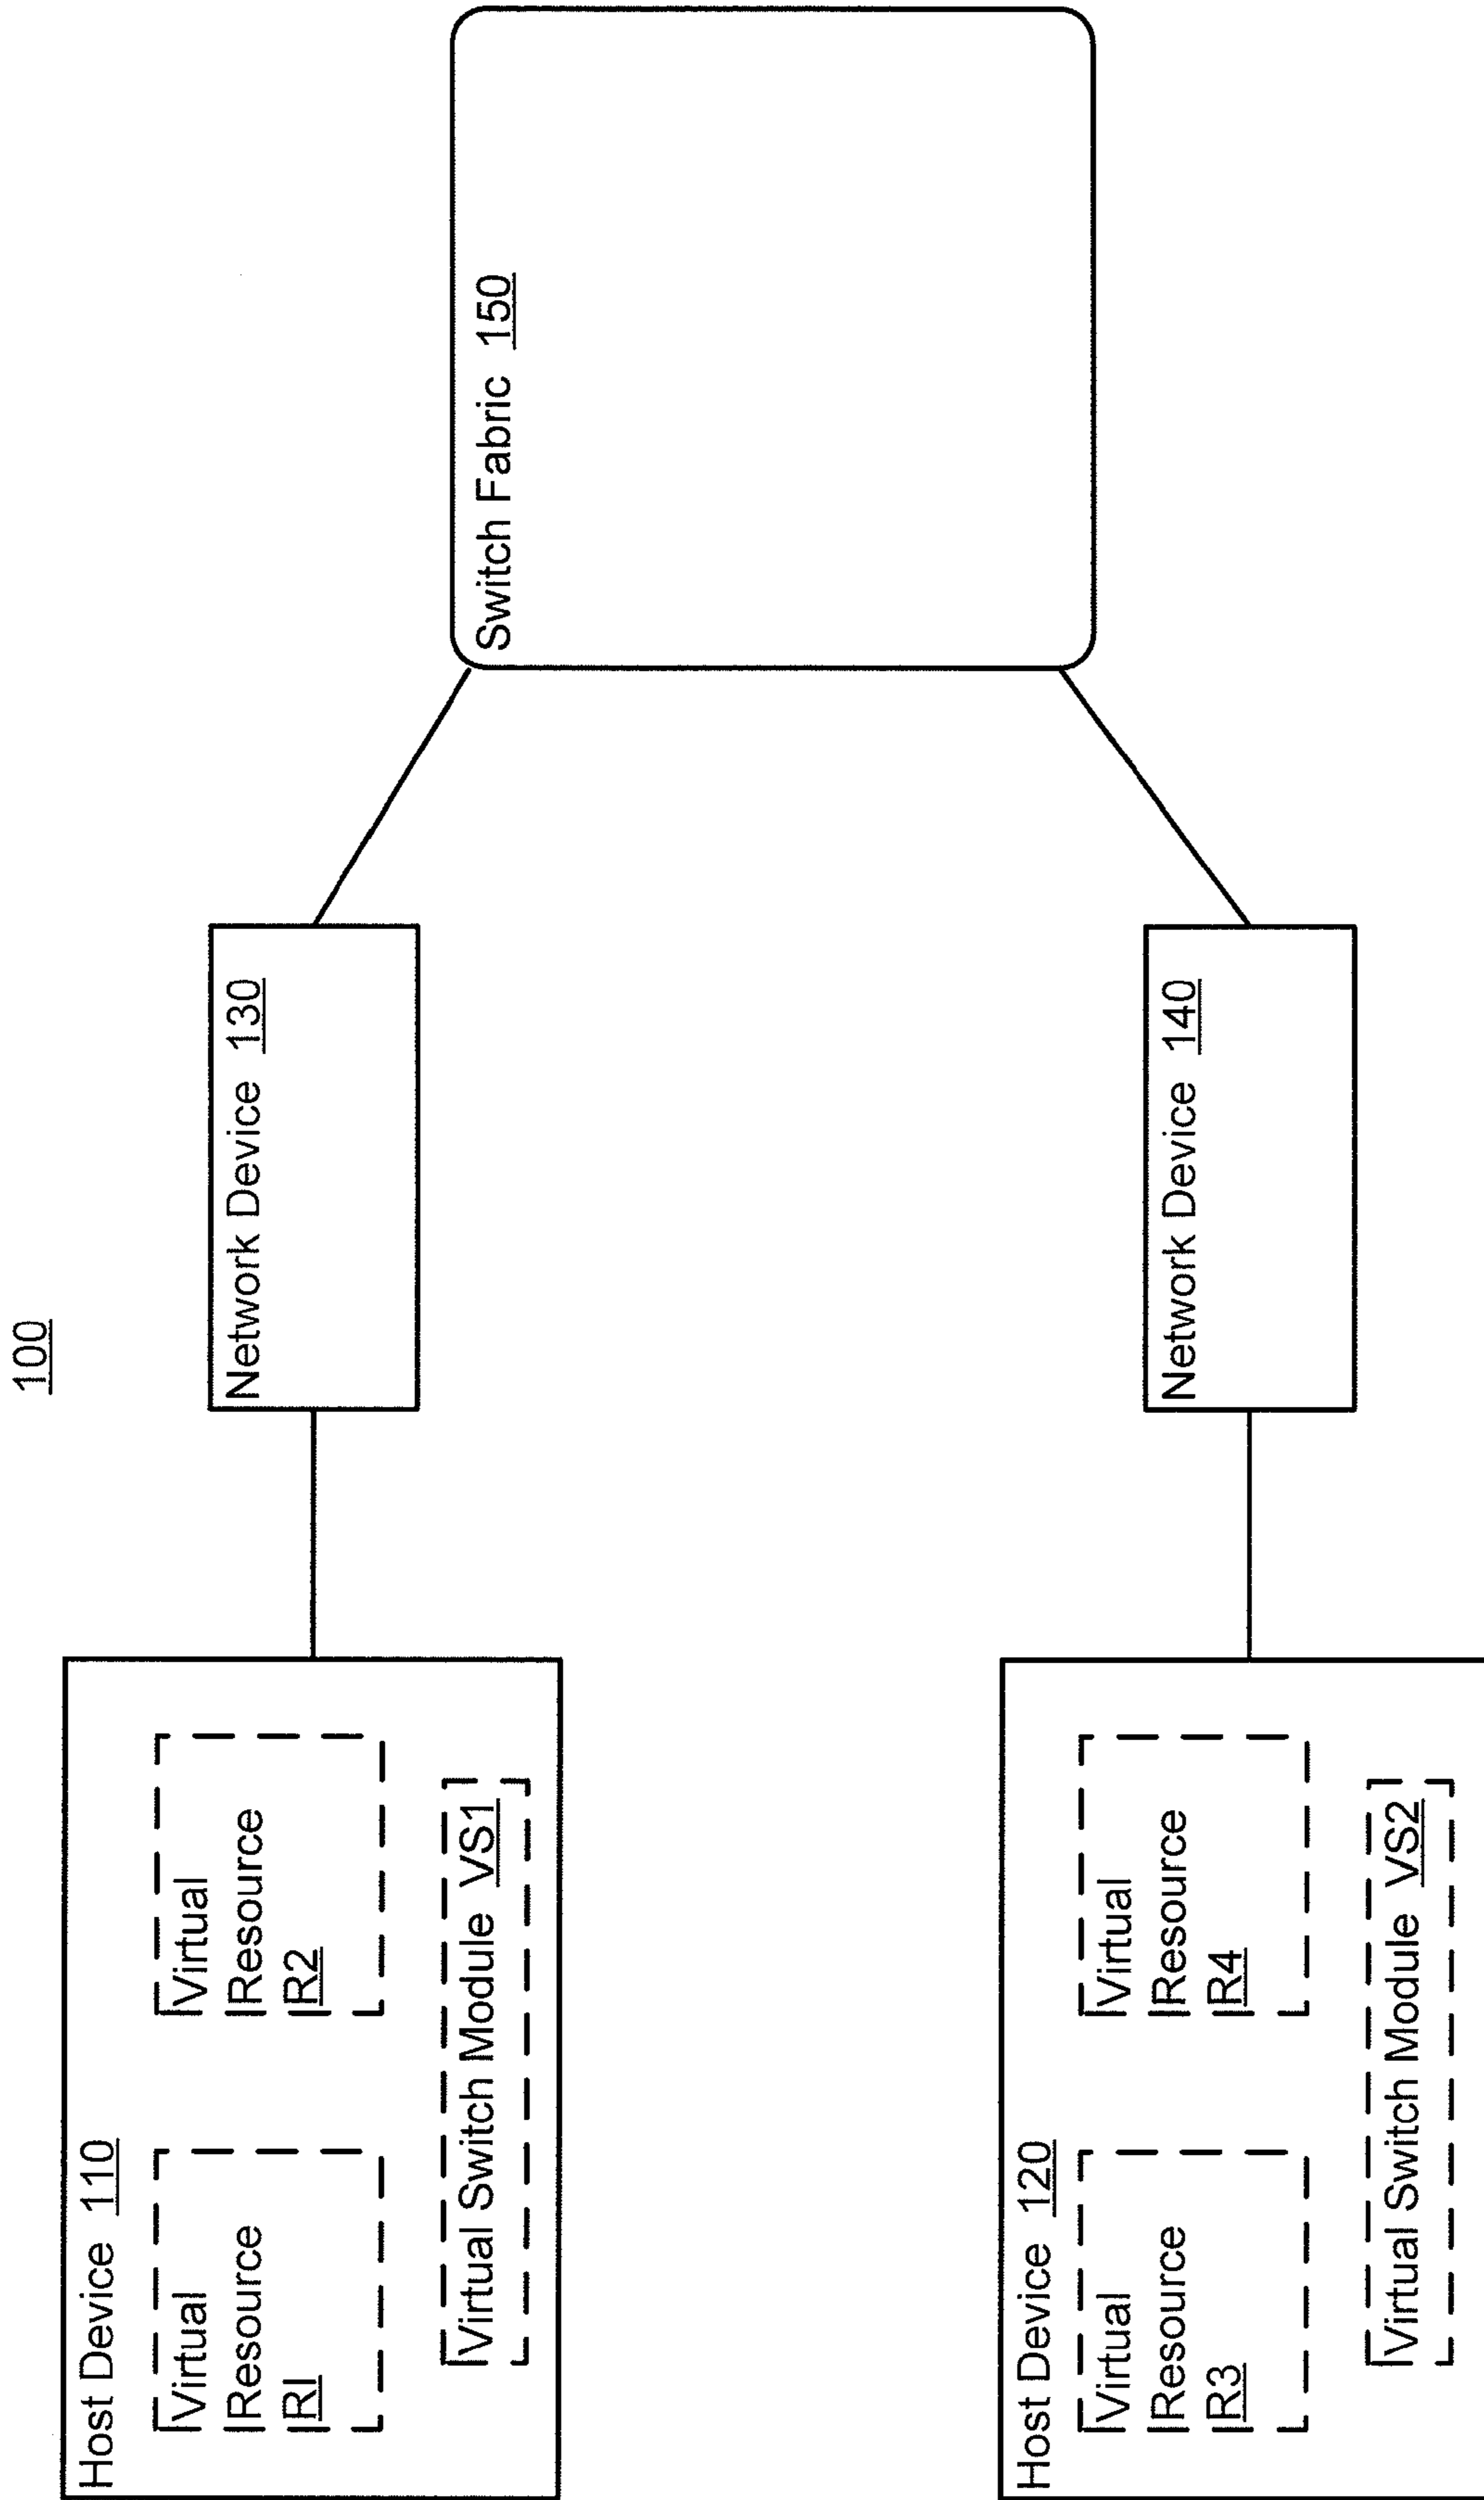 100
Host Device 110
Virtual
Resource
RI
Virtual
Resource
R2
Virtual Switch Module VS1
Network Device 130
Switch Fabric 150
Host Device 120
Virtual
Resource
R3
Virtual
Resource
R4
Virtual Switch Module VS2
Network Device 140